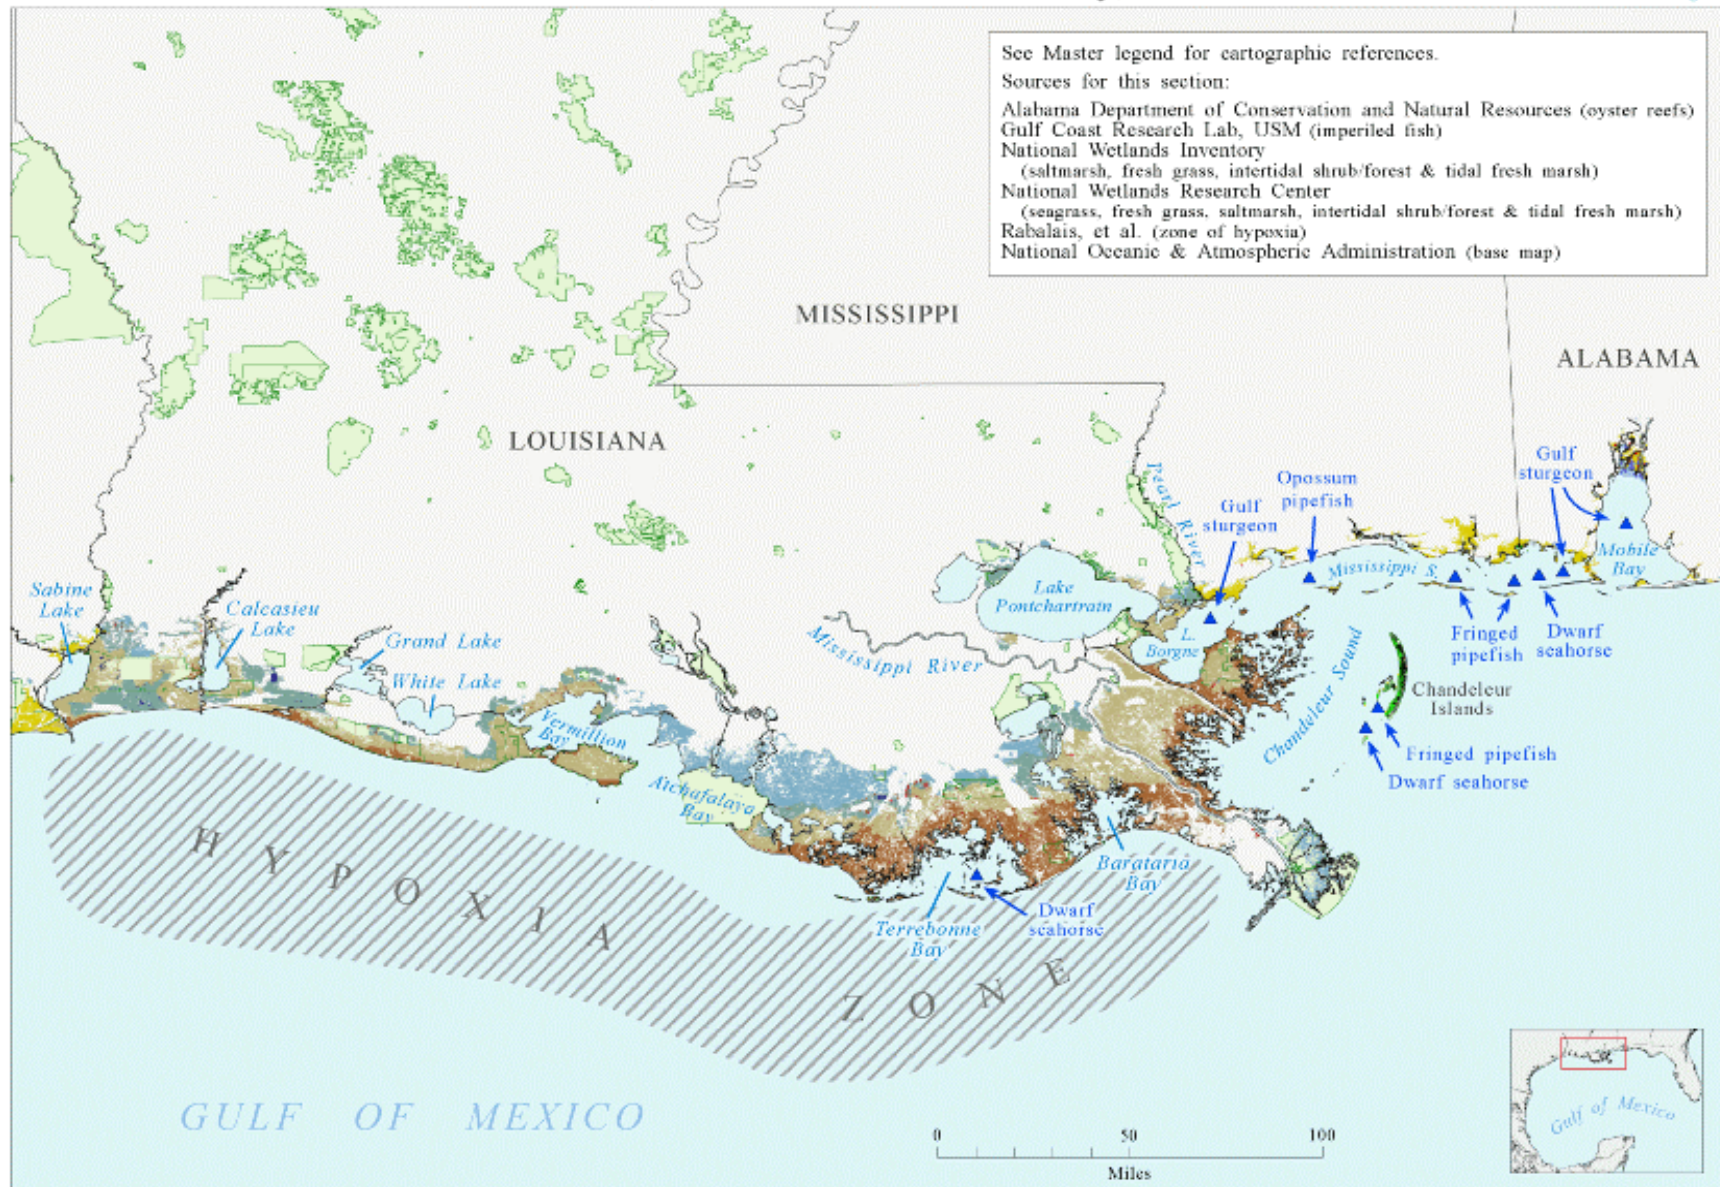 See Master legend for cartographic references.
Sources for this section:
Alabama Department of Conservation and Natural Resources (oyster reefs)
Gulf Coast Research Lab, USM (imperiled fish)
National Wetlands Inventory
(saltmarsh, fresh grass, intertidal shrub/forest & tidal fresh marsh)
National Wetlands Research Center
(seagrass, fresh grass, saltmarsh, intertidal shrub/forest & tidal fresh marsh)
Rabalais, et al. (zone of hypoxia)
National Oceanic & Atmospheric Administration (base map)
MISSISSIPPI
ALABAMA
LOUISIANA
Pearl River
Gulf
sturgeon
Opossum
pipefish
Gulf
sturgeon
Mobile
Bay
Mississippi S.
Sabine
Lake
Calcasieu
Lake
Grand Lake
White Lake
Vermillion
Bay
Atchafalaya
Bay
Mississippi River
Lake
Pontchartrain
L.
Borgne
Fringed
pipefish
Dwarf
seahorse
Chandeleur Sound
Chandeleur
Islands
Fringed pipefish
Dwarf seahorse
Barataria
Bay
Dwarf
seahorse
Terrebonne
Bay
HYPOXIA
ZONE
GULF OF MEXICO
0 50 100
Miles
Gulf of Mexico